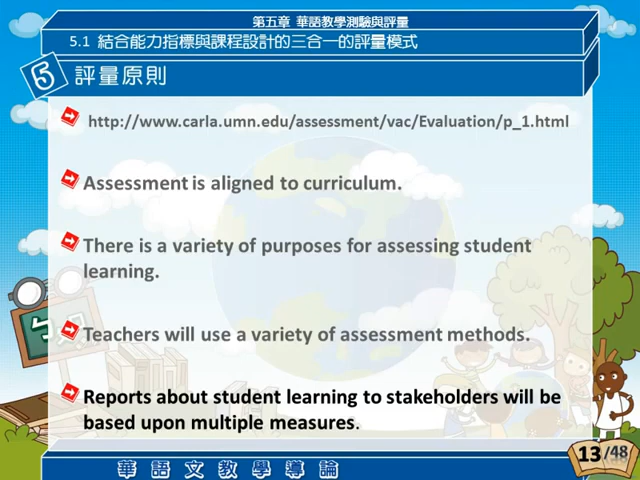 第五章 華語教學測驗與評量
5.1 結合能力指標與課程設計的三合一的評量模式
5 評量原則
http://www.carla.umn.edu/assessment/vac/Evaluation/p_1.html
Assessment is aligned to curriculum.
There is a variety of purposes for assessing student
learning.
Teachers will use a variety of assessment methods.
Reports about student learning to stakeholders will be
based upon multiple measures.
ㄅ
13/48
華語文教學導論